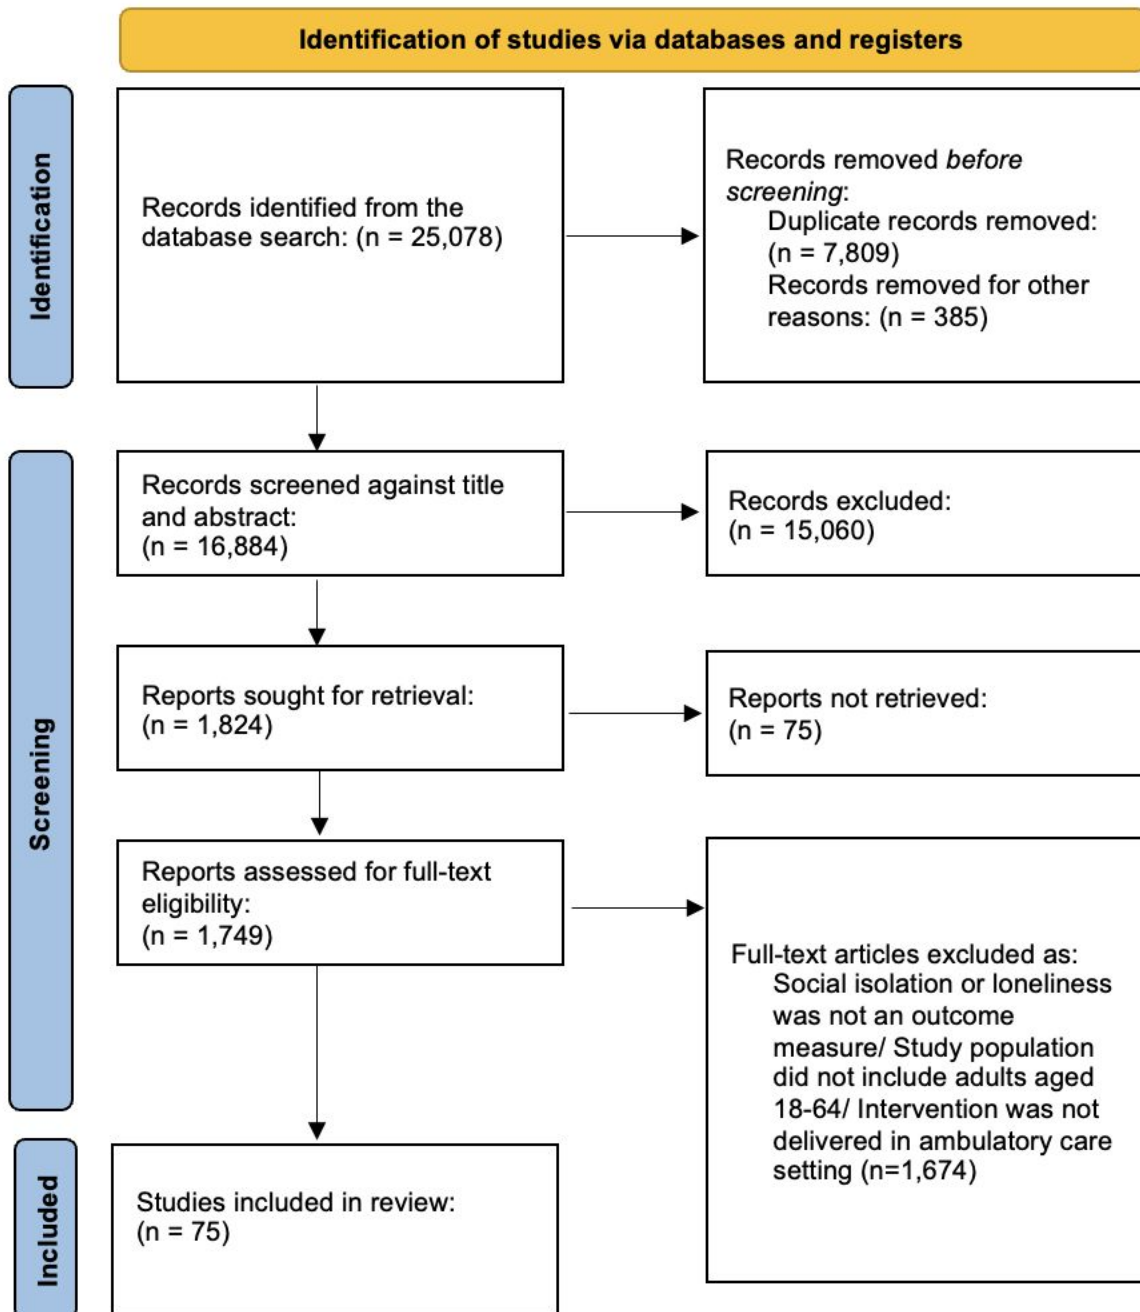 Identification of studies via databases and registers
Identification
Records identified from the
database search: (n = 25,078)
Records removed before
screening:
Duplicate records removed:
(n = 7,809)
Records removed for other
reasons: (n = 385)
Screening
Records screened against title
and abstract:
(n = 16,884)
Records excluded:
(n = 15,060)
Reports sought for retrieval:
(n = 1,824)
Reports not retrieved:
(n = 75)
Reports assessed for full-text
eligibility:
(n = 1,749)
Full-text articles excluded as:
Social isolation or loneliness
was not an outcome
measure/ Study population
did not include adults aged
18-64/ Intervention was not
delivered in ambulatory care
setting (n=1,674)
Included
Studies included in review:
(n = 75)